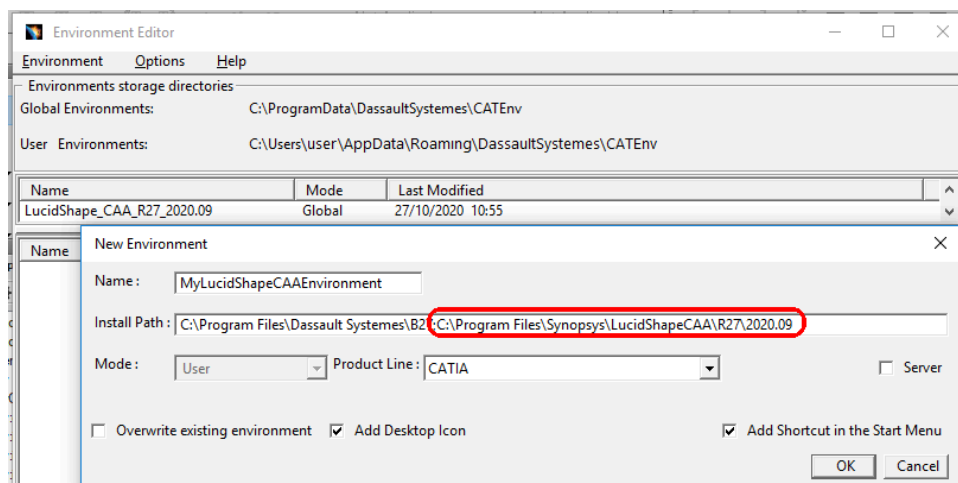 Environment Editor
Environment Options Help
Environments storage directories
Global Environments: C:\ProgramData\DassaultSystemes\CATEnv
User Environments: C:\Users\user\AppData\Roaming\DassaultSystemes\CATEnv
Name Mode Last Modified
LucidShape_CAA_R27_2020.09 Global 27/10/2020 10:55
Name
New Environment
Name : MyLucidShapeCAAEnvironment
Install Path : C:\Program Files\Dassault Systemes\B27;C:\Program Files\Synopsys\LucidShapeCAA\R27\2020.09
Mode : User Product Line : CATIA Server
Overwrite existing environment Add Desktop Icon Add Shortcut in the Start Menu
OK Cancel